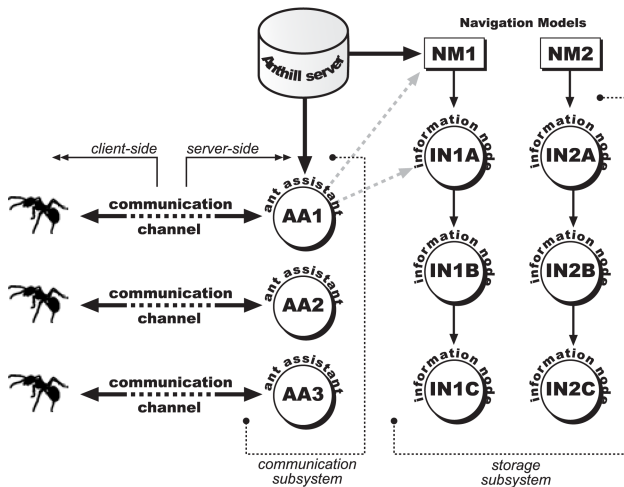 Navigation Models
Anthill server
NM1
NM2
information node
IN1A
information node
IN2A
client-side
server-side
ant assistant
AA1
communication
channel
information node
IN1B
information node
IN2B
ant assistant
AA2
communication
channel
information node
IN1C
information node
IN2C
ant assistant
AA3
communication
channel
communication
subsystem
storage
subsystem